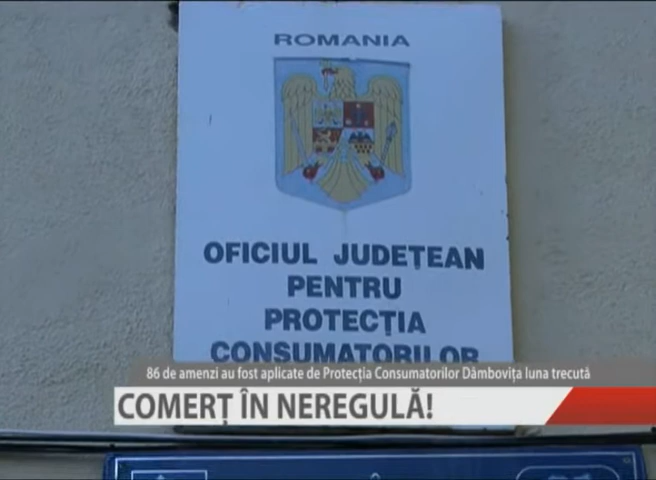 ROMANIA
OFICIUL JUDEȚEAN
PENTRU
PROTECȚIA
CONSUMATORILOR
86 de amenzi au fost aplicate de Protecția Consumatorilor Dâmbovița luna trecută
COMERȚ ÎN NEREGULĂ!